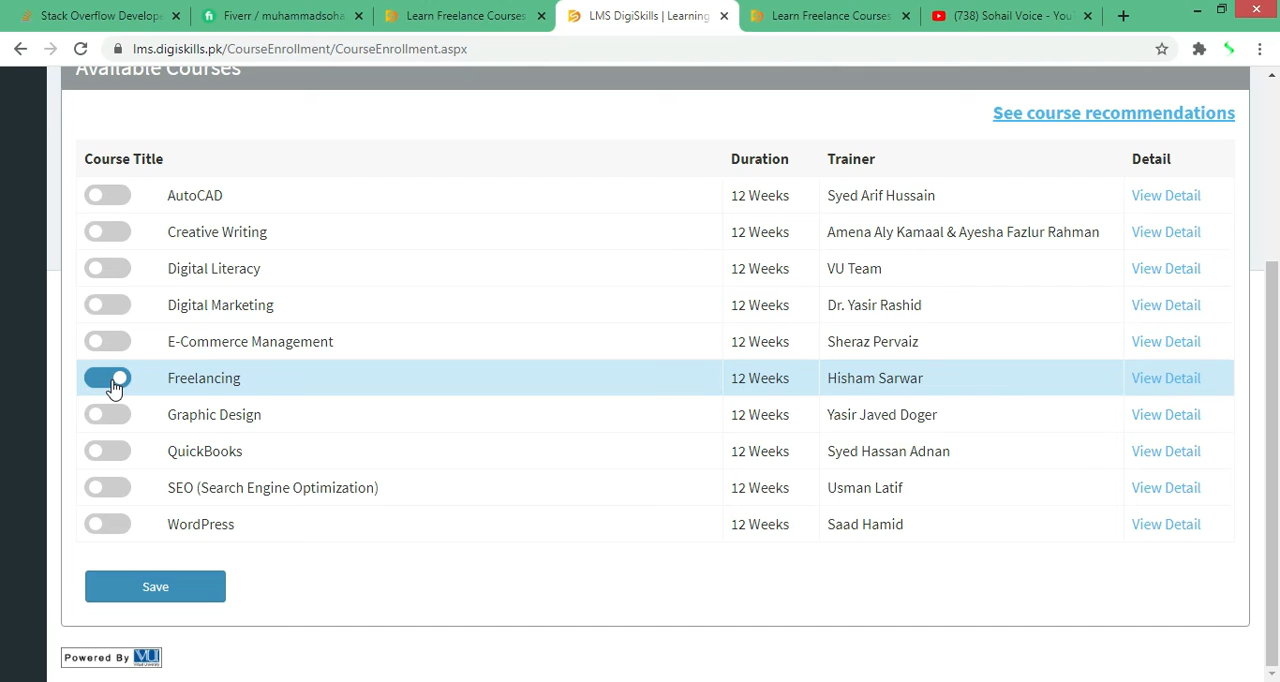 Stack Overflow Develope
Fiverr / muhammadsoha
Learn Freelance Courses
LMS DigiSkills | Learning
Learn Freelance Courses
(738) Sohail Voice - You
lms.digiskills.pk/CourseEnrollment/CourseEnrollment.aspx
Available Courses
See course recommendations
Course Title Duration Trainer Detail
AutoCAD 12 Weeks Syed Arif Hussain View Detail
Creative Writing 12 Weeks Amena Aly Kamaal & Ayesha Fazlur Rahman View Detail
Digital Literacy 12 Weeks VU Team View Detail
Digital Marketing 12 Weeks Dr. Yasir Rashid View Detail
E-Commerce Management 12 Weeks Sheraz Pervaiz View Detail
Freelancing 12 Weeks Hisham Sarwar View Detail
Graphic Design 12 Weeks Yasir Javed Doger View Detail
QuickBooks 12 Weeks Syed Hassan Adnan View Detail
SEO (Search Engine Optimization) 12 Weeks Usman Latif View Detail
WordPress 12 Weeks Saad Hamid View Detail
Save
Powered By VU